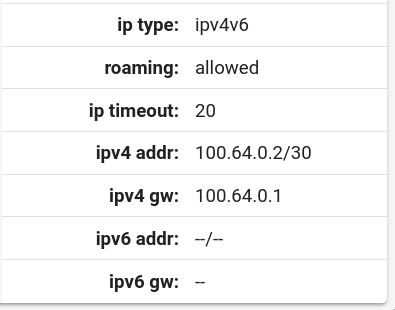 ip type: ipv4v6
roaming: allowed
ip timeout: 20
ipv4 addr: 100.64.0.2/30
ipv4 gw: 100.64.0.1
ipv6 addr: --/--
ipv6 gw: --